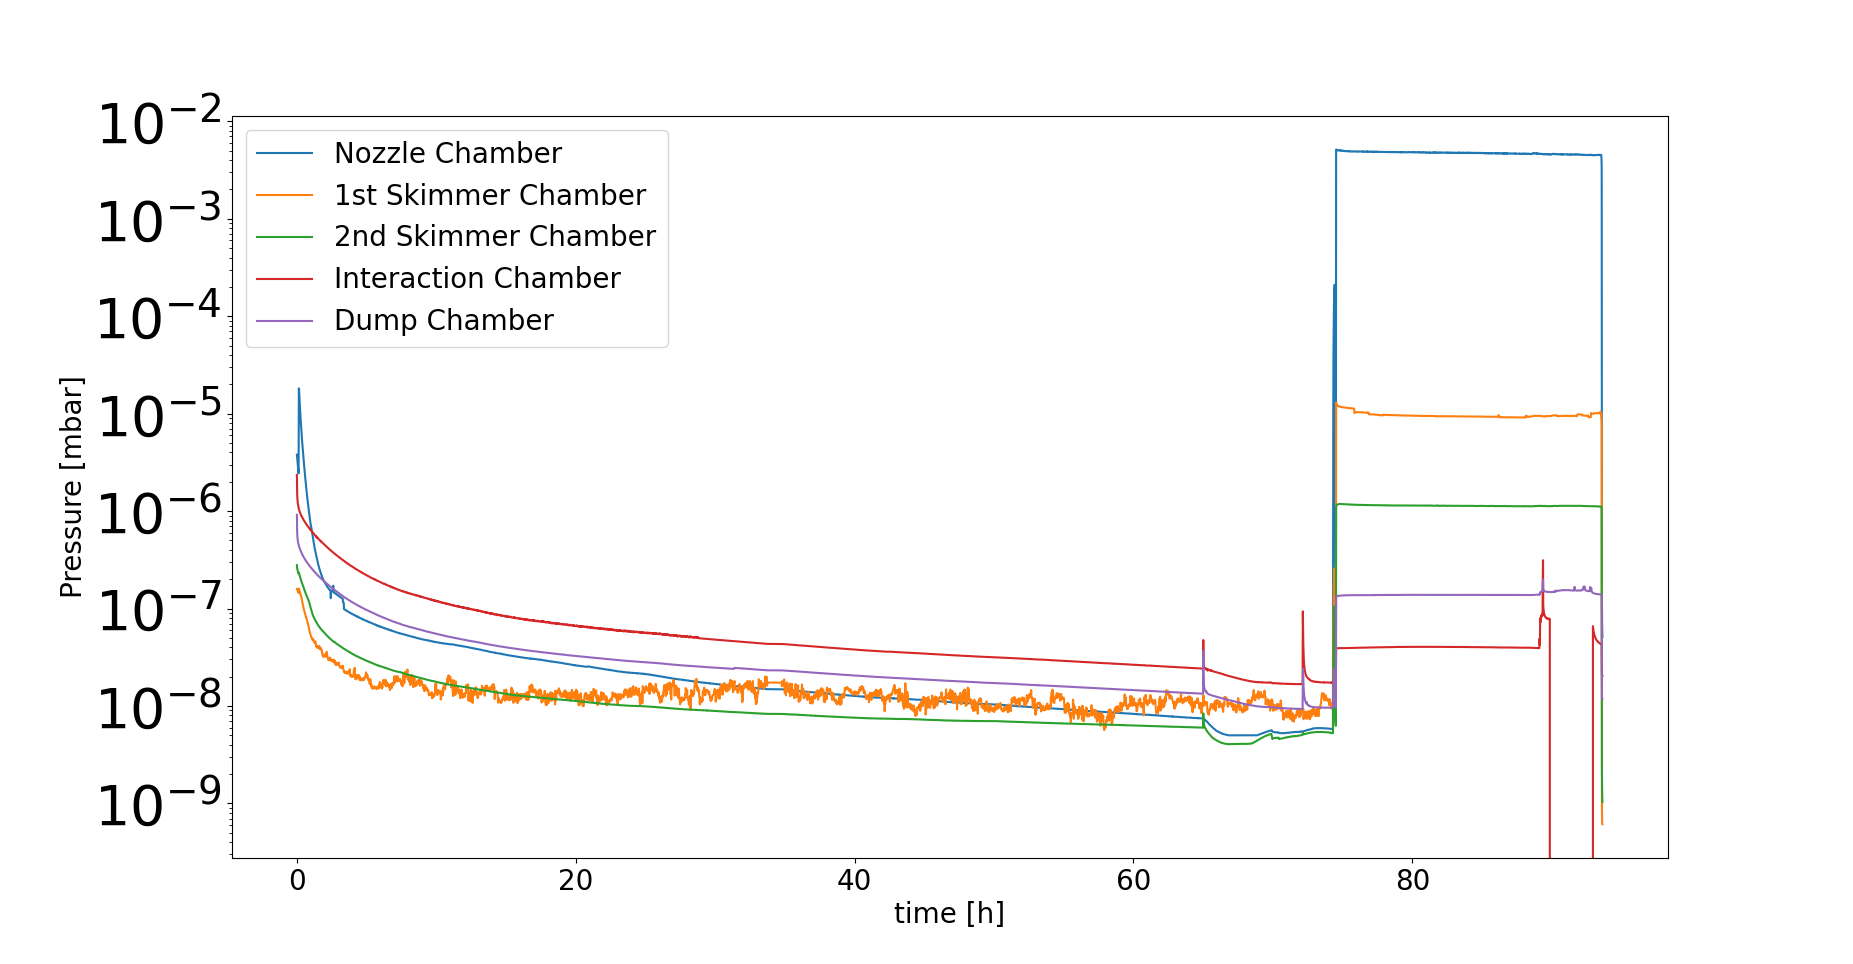 10⁻²
10⁻³
10⁻⁴
10⁻⁵
10⁻⁶
10⁻⁷
10⁻⁸
10⁻⁹
Pressure [mbar]
Nozzle Chamber
1st Skimmer Chamber
2nd Skimmer Chamber
Interaction Chamber
Dump Chamber
0 20 40 60 80
time [h]